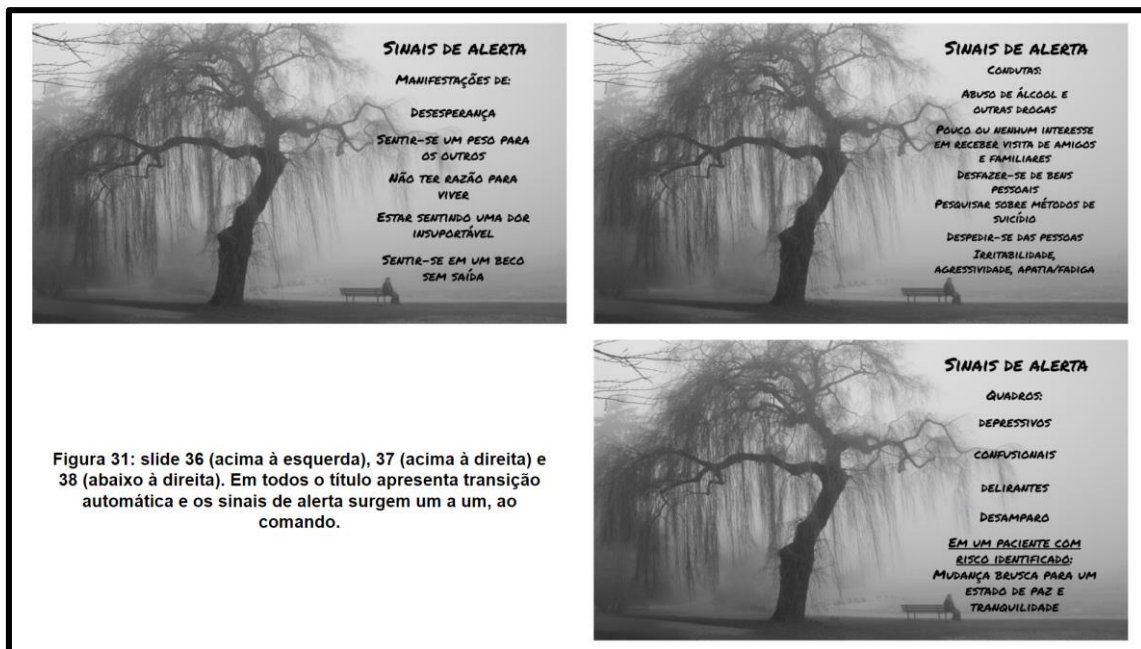 SINAIS DE ALERTA
MANIFESTAÇÕES DE:
DESESPERANÇA
SENTIR-SE UM PESO PARA
OS OUTROS
NÃO TER RAZÃO PARA
VIVER
ESTAR SENTINDO UMA DOR
INSUPORTÁVEL
SENTIR-SE EM UM BECO
SEM SAÍDA
SINAIS DE ALERTA
CONDUTAS:
ABUSO DE ÁLCOOL E
OUTRAS DROGAS
POUCO OU NENHUM INTERESSE
EM RECEBER VISITA DE AMIGOS
E FAMILIARES
DESFAZER-SE DE BENS
PESSOAIS
PESQUISAR SOBRE MÉTODOS DE
SUICÍDIO
DESPEDIR-SE DAS PESSOAS
IRRITABILIDADE,
AGRESSIVIDADE, APATIA/FADIGA
Figura 31: slide 36 (acima à esquerda), 37 (acima à direita) e
38 (abaixo à direita). Em todos o título apresenta transição
automática e os sinais de alerta surgem um a um, ao
comando.
SINAIS DE ALERTA
QUADROS:
DEPRESSIVOS
CONFUSIONAIS
DELIRANTES
DESAMPARO
EM UM PACIENTE COM
RISCO IDENTIFICADO:
MUDANÇA BRUSCA PARA UM
ESTADO DE PAZ E
TRANQUILIDADE